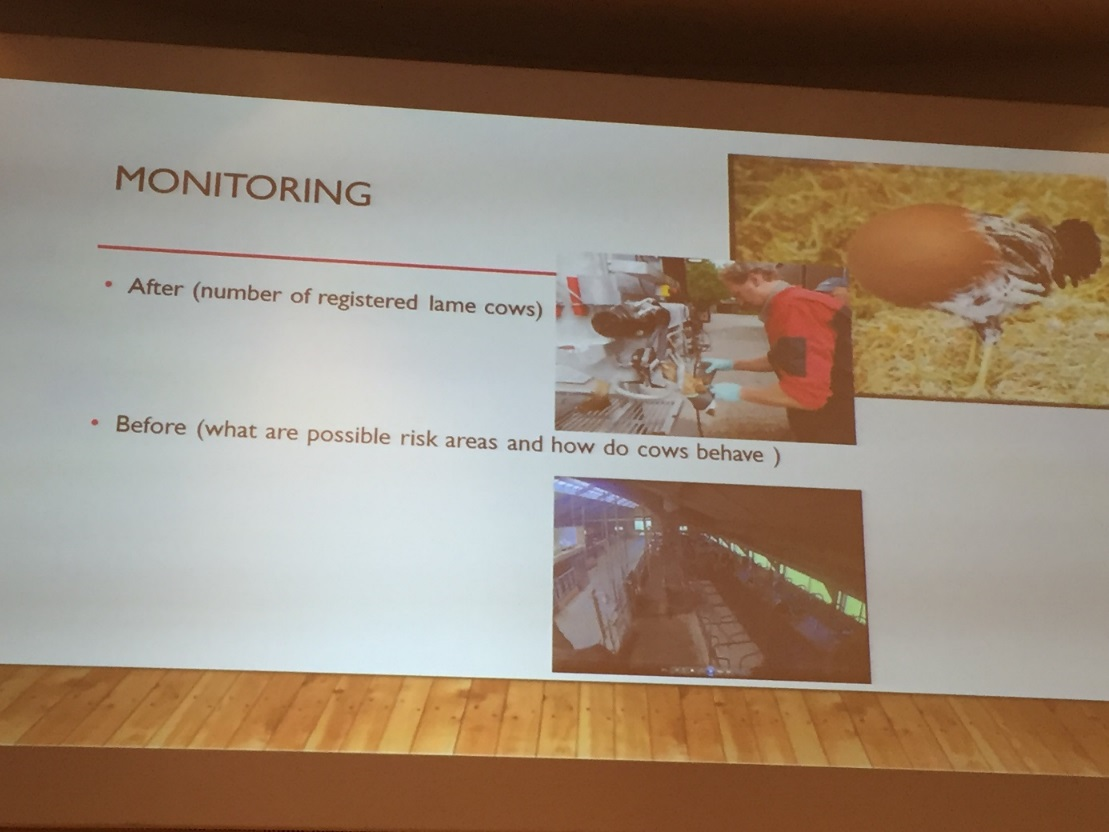 MONITORING
• After (number of registered lame cows)
• Before (what are possible risk areas and how do cows behave )